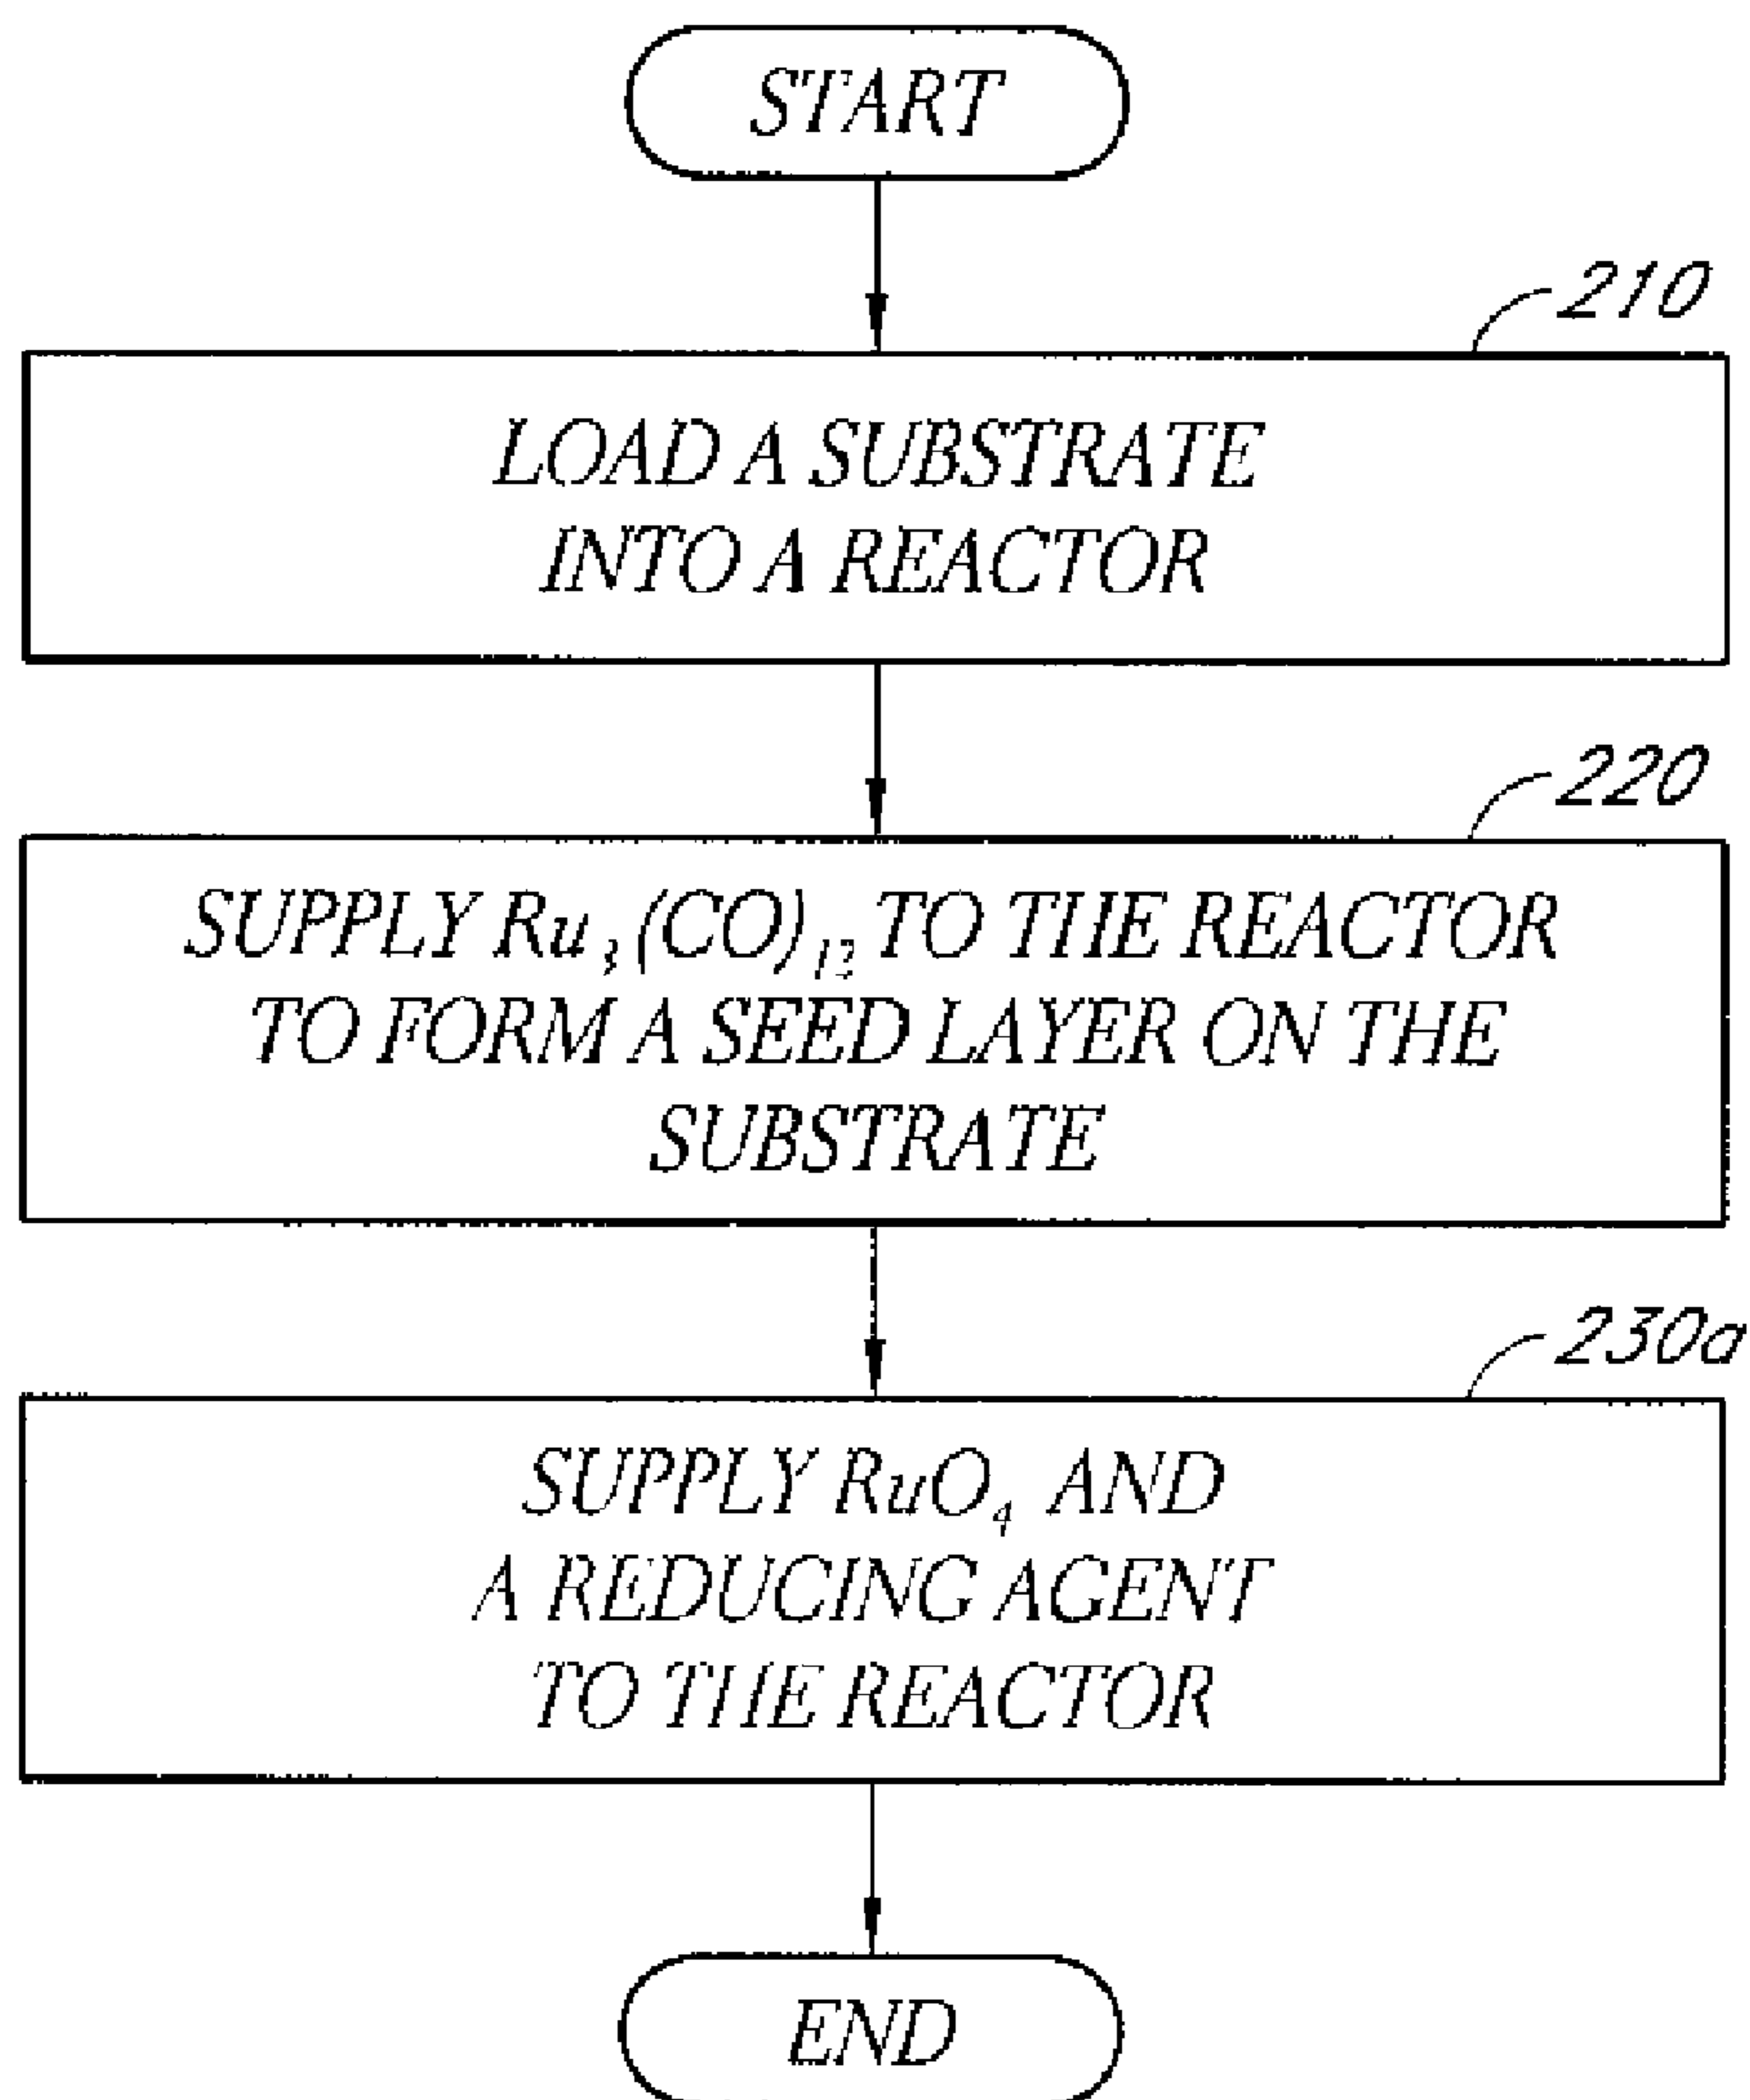 START
210
LOAD A SUBSTRATE
INTO A REACTOR
220
SUPPLY Ru₃(CO)₁₂ TO THE REACTOR
TO FORM A SEED LAYER ON THE
SUBSTRATE
230a
SUPPLY RuO₄ AND
A REDUCING AGENT
TO THE REACTOR
END